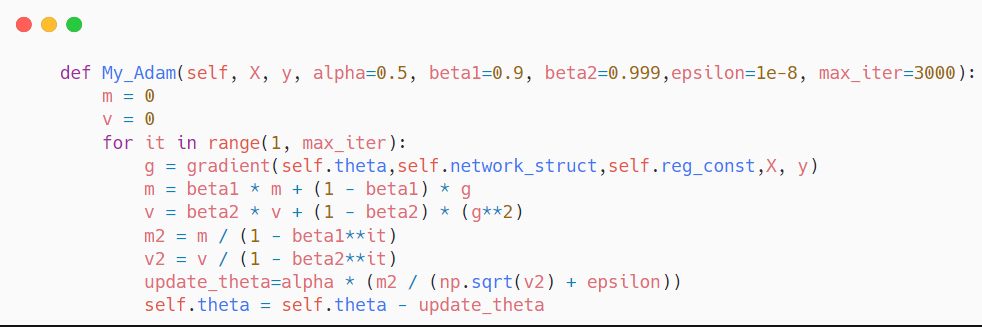 def My_Adam(self, X, y, alpha=0.5, beta1=0.9, beta2=0.999,epsilon=1e-8, max_iter=3000):
    m = 0
    v = 0
    for it in range(1, max_iter):
        g = gradient(self.theta,self.network_struct,self.reg_const,X, y)
        m = beta1 * m + (1 - beta1) * g
        v = beta2 * v + (1 - beta2) * (g**2)
        m2 = m / (1 - beta1**it)
        v2 = v / (1 - beta2**it)
        update_theta=alpha * (m2 / (np.sqrt(v2) + epsilon))
        self.theta = self.theta - update_theta